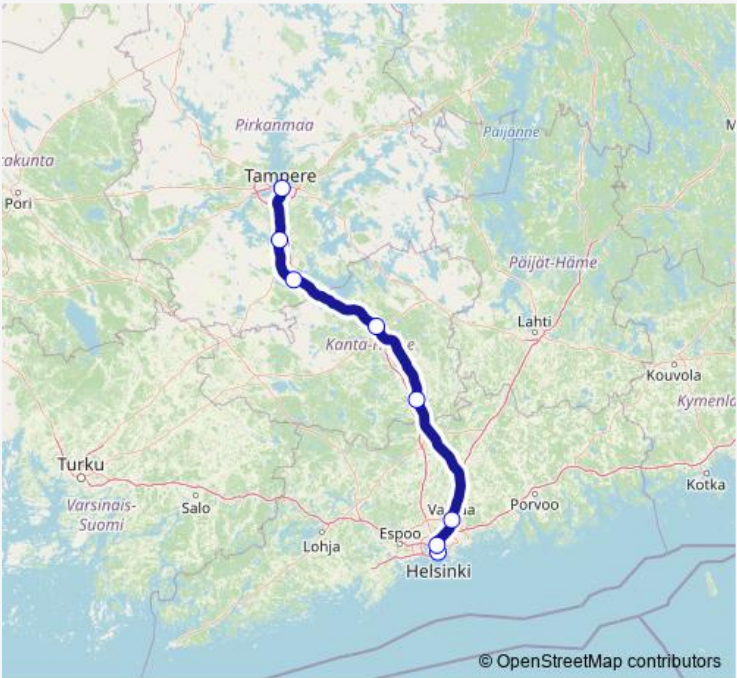 Pirkanmaa
Päijänne
M
akunta
Tampere
Pori
Päijät-Häme
Lahti
Kanta-H e
Kouvola
Kymenla
Turku
Kotka
Varsinais-
Suomi
Salo
Va aa
Porvoo
Espoo
Lohja
Helsinki
© OpenStreetMap contributors